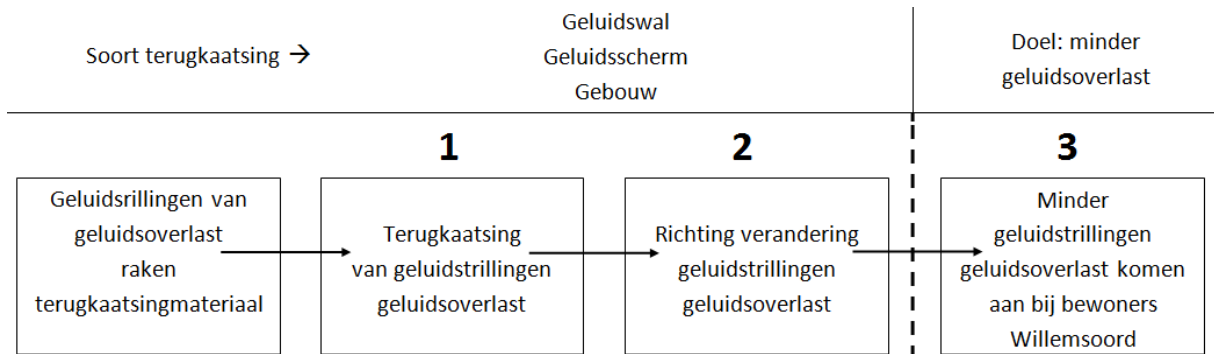 Soort terugkaatsing →
Geluidswal
Geluidsscherm
Gebouw
Doel: minder
geluidsoverlast
1
2
3
Geluidsrillingen van
geluidsoverlast
raken
terugkaatsingmateriaal
Terugkaatsing
van geluidstrillingen
geluidsoverlast
Richting verandering
geluidstrillingen
geluidsoverlast
Minder
geluidstrillingen
geluidsoverlast komen
aan bij bewoners
Willemsoord